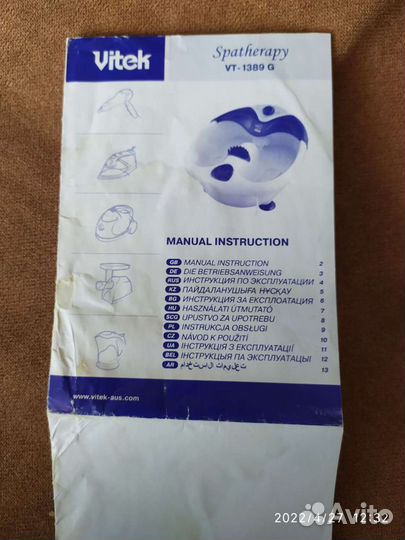 Vitek
Spatherapy
VT-1389 G
MANUAL INSTRUCTION
GB MANUAL INSTRUCTION 2
DE DIE BETRIEBSANWEISUNG 3
RUS ИНСТРУКЦИЯ ПО ЭКСПЛУАТАЦИИ 4
KZ ПАЙДАЛАНУШЫҒА НҰСҚАУ 5
BG ИНСТРУКЦИЯ ЗА ЕКСПЛОАТАЦИЯ 6
HU HASZNÁLATI ÚTMUTATÓ 7
SCG UPUSTVO ZA UPOTREBU 8
PL INSTRUKCJA OBSŁUGI 9
CZ NÁVOD K POUŽITÍ 10
UA ІНСТРУКЦІЯ З ЕКСПЛУАТАЦІЇ 11
BEL ІНСТРУКЦЫЯ ПА ЭКСПЛУАТАЦЫІ 12
AR 13
www.vitek-aus.com
2022/4/27 12:32
Avito